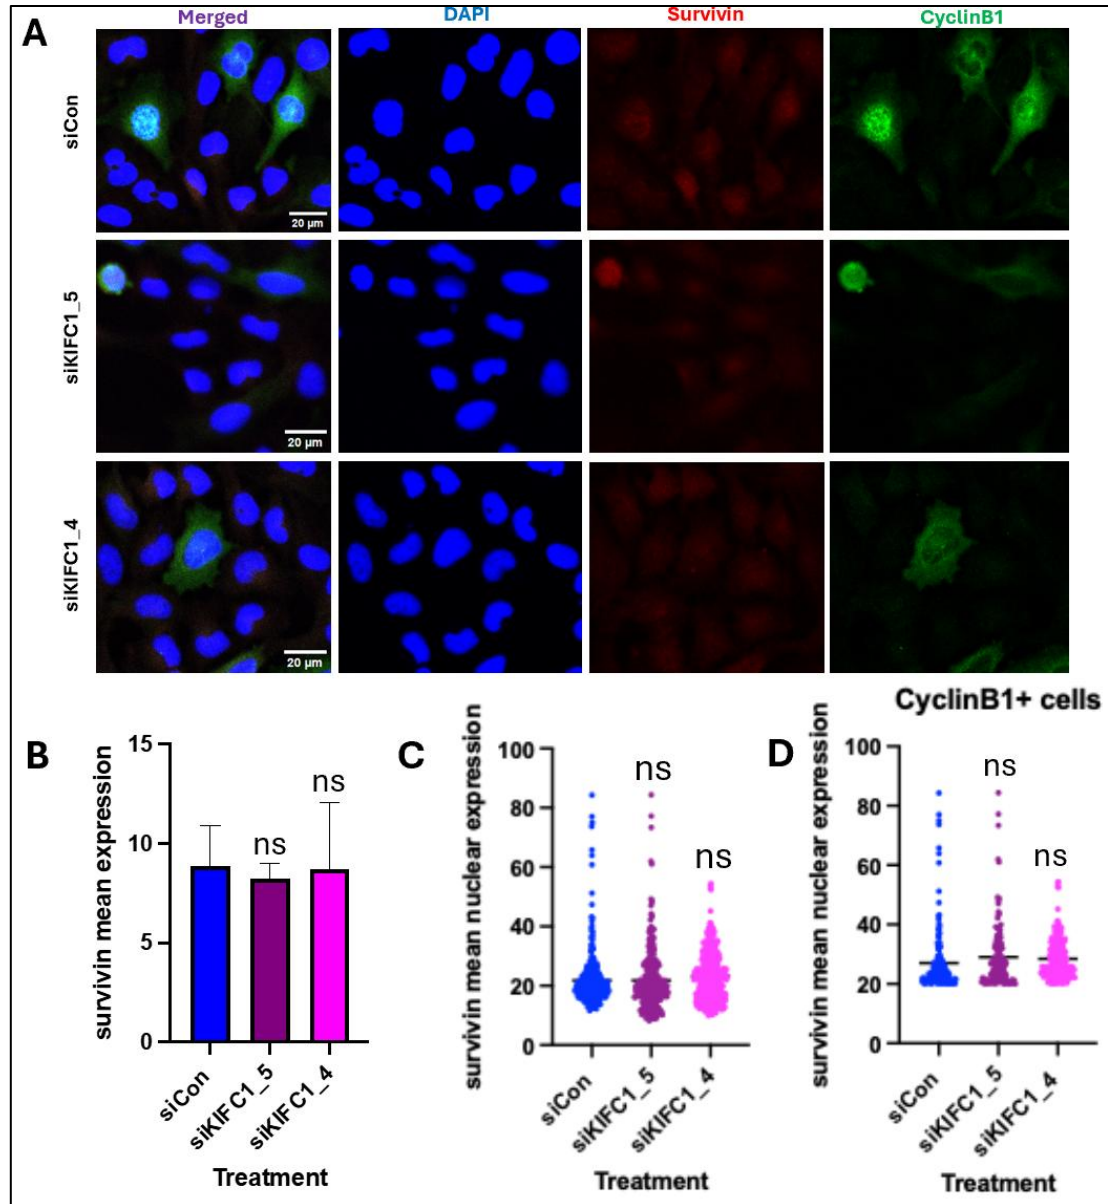 A
Merged
DAPI
Survivin
CyclinB1
siCon
20 µm
siKIFC1_5
20 µm
siKIFC1_4
20 µm
B
survivin mean expression
15
10
5
0
ns
ns
siCon
siKIFC1_5
siKIFC1_4
Treatment
C
survivin mean nuclear expression
100
80
60
40
20
0
ns
ns
siCon
siKIFC1_5
siKIFC1_4
Treatment
D
CyclinB1+ cells
survivin mean nuclear expression
100
80
60
40
20
0
ns
ns
siCon
siKIFC1_5
siKIFC1_4
Treatment